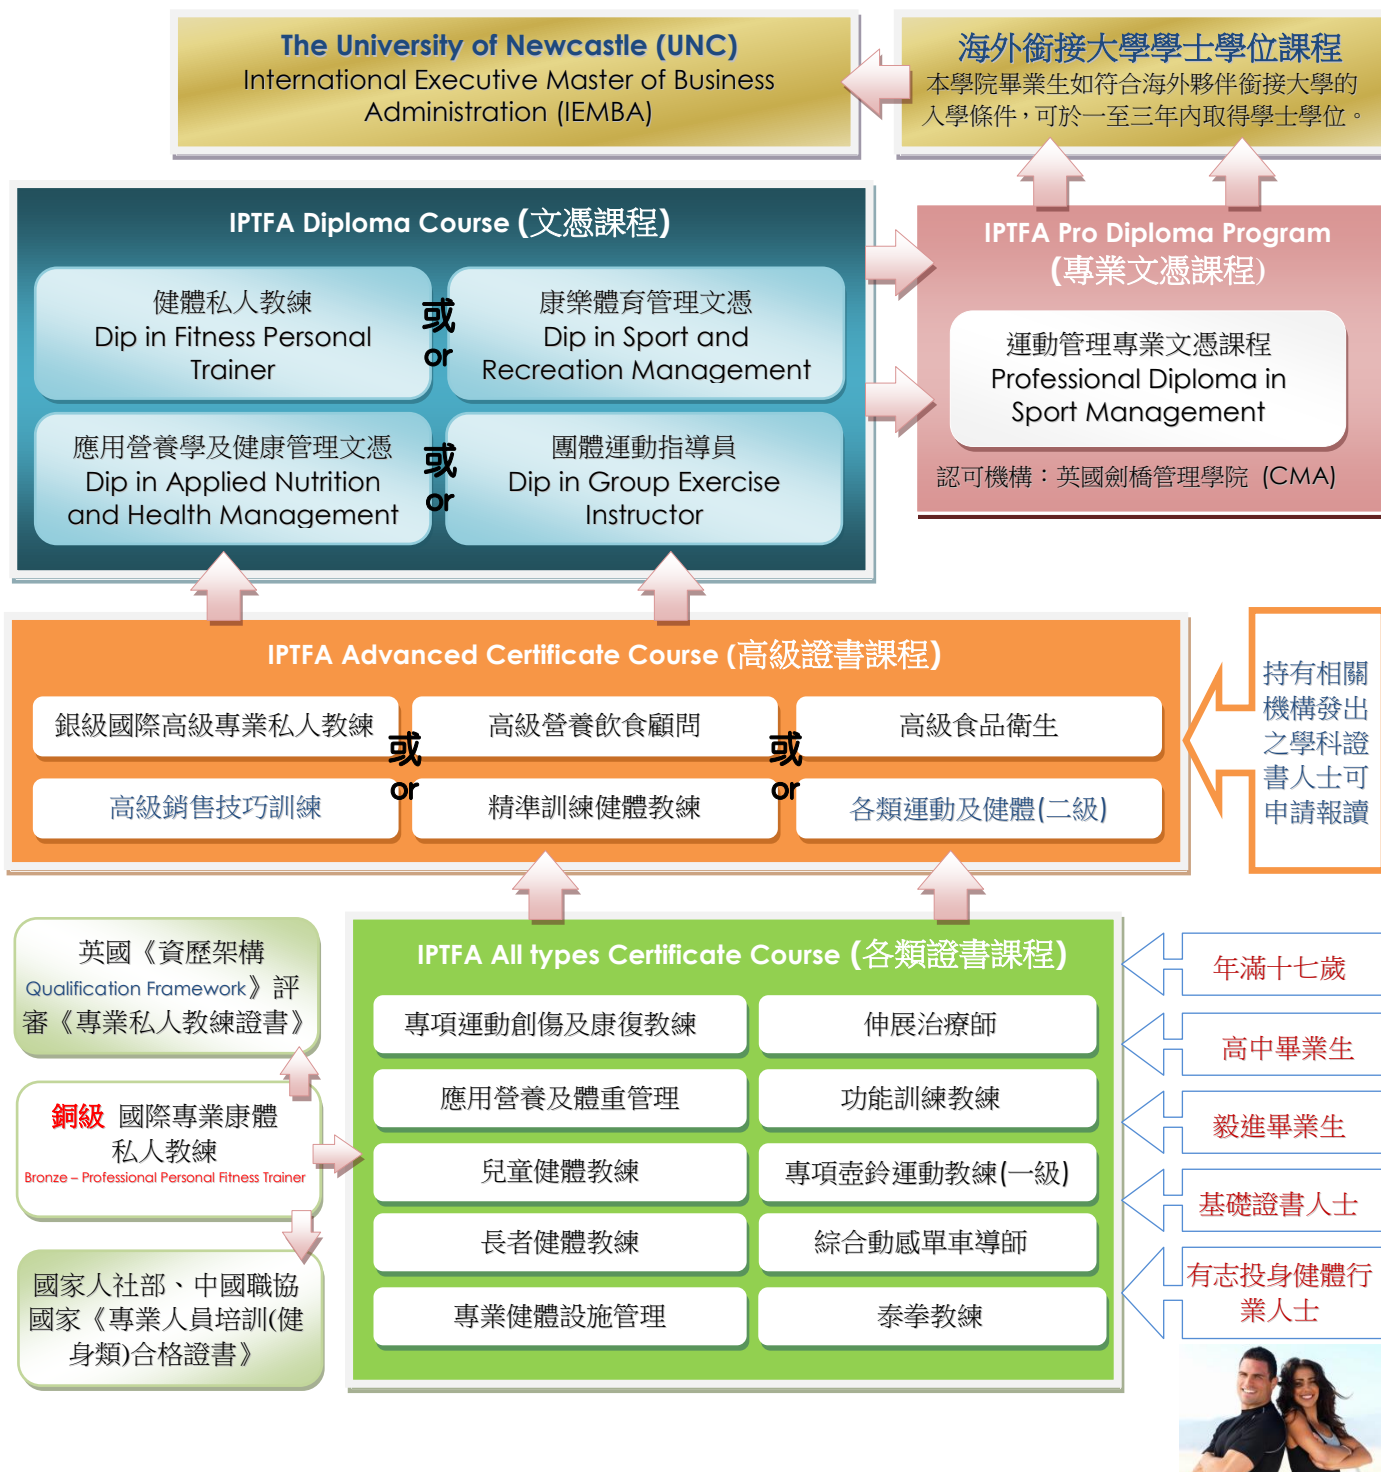 The University of Newcastle (UNC)
International Executive Master of Business
Administration (IEMBA)
海外銜接大學學士學位課程
本學院畢業生如符合海外夥伴銜接大學的
入學條件，可於一至三年內取得學士學位。
IPTFA Diploma Course (文憑課程)
健體私人教練
Dip in Fitness Personal
Trainer
或
or
康樂體育管理文憑
Dip in Sport and
Recreation Management
應用營養學及健康管理文憑
Dip in Applied Nutrition
and Health Management
或
or
團體運動指導員
Dip in Group Exercise
Instructor
IPTFA Pro Diploma Program
(專業文憑課程)
運動管理專業文憑課程
Professional Diploma in
Sport Management
認可機構：英國劍橋管理學院 (CMA)
IPTFA Advanced Certificate Course (高級證書課程)
銀級國際高級專業私人教練
高級營養飲食顧問
高級食品衛生
或
or
或
or
高級銷售技巧訓練
精準訓練健體教練
各類運動及健體(二級)
持有相關
機構發出
之學科證
書人士可
申請報讀
英國《資歷架構
Qualification Framework》評
審《專業私人教練證書》
銅級 國際專業康體
私人教練
Bronze – Professional Personal Fitness Trainer
國家人社部、中國職協
國家《專業人員培訓(健
身類)合格證書》
IPTFA All types Certificate Course (各類證書課程)
專項運動創傷及康復教練
伸展治療師
應用營養及體重管理
功能訓練教練
兒童健體教練
專項壺鈴運動教練(一級)
長者健體教練
綜合動感單車導師
專業健體設施管理
泰拳教練
年滿十七歲
高中畢業生
毅進畢業生
基礎證書人士
有志投身健體行
業人士